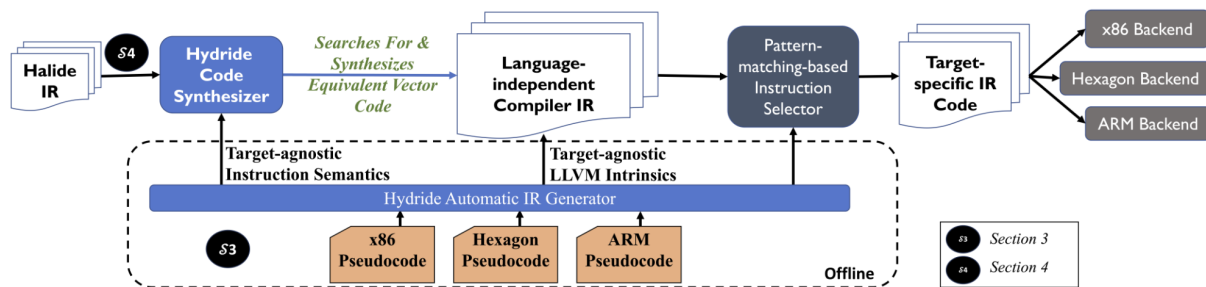 Halide
IR
S4
Hydride
Code
Synthesizer
Searches For &
Synthesizes
Equivalent Vector
Code
Language-
independent
Compiler IR
Pattern-
matching-based
Instruction
Selector
Target-
specific IR
Code
x86 Backend
Hexagon Backend
ARM Backend
Target-agnostic
Instruction Semantics
Target-agnostic
LLVM Intrinsics
Hydride Automatic IR Generator
S3
x86
Pseudocode
Hexagon
Pseudocode
ARM
Pseudocode
Offline
S3 Section 3
S4 Section 4